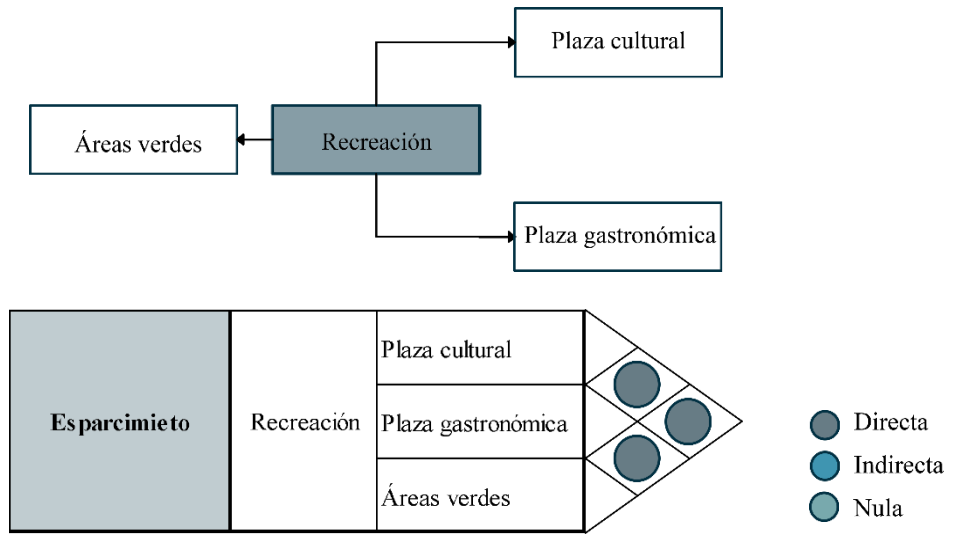 Plaza cultural
Áreas verdes
Recreación
Plaza gastronómica
Esparcimieto
Recreación
Plaza cultural
Plaza gastronómica
Áreas verdes
Directa
Indirecta
Nula